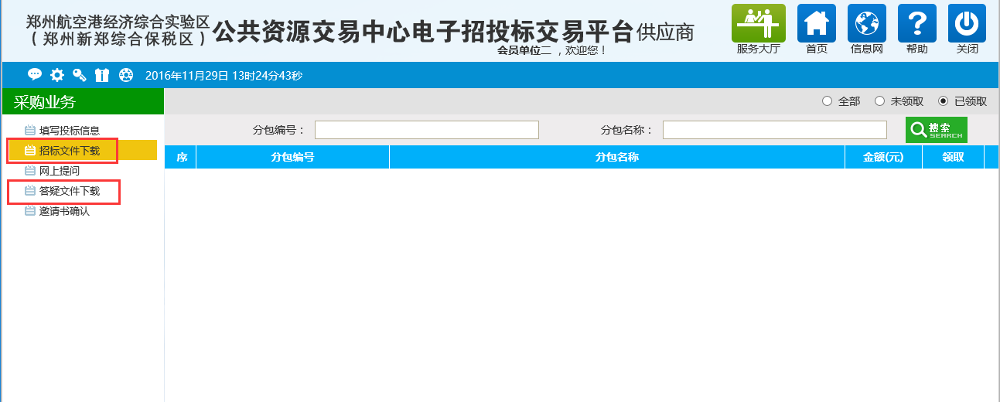 郑州航空港经济综合实验区
（郑州新郑综合保税区）
公共资源交易中心电子招投标交易平台供应商
会员单位二 ，欢迎您！
服务大厅
首页
信息网
帮助
关闭
2016年11月29日 13时24分43秒
采购业务
填写投标信息
招标文件下载
网上提问
答疑文件下载
邀请书确认
全部 未领取 已领取
分包编号： 分包名称： 搜索
SEARCH
序 分包编号 分包名称 金额(元) 领取